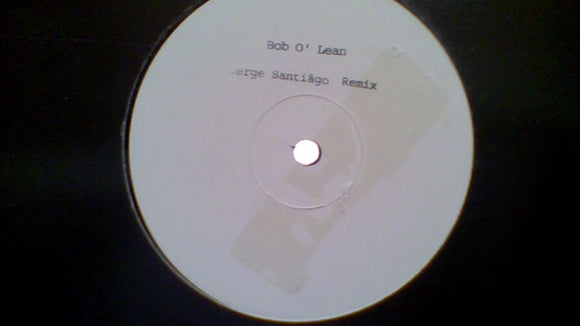 Bob O' Lean
erge Santiágo Remix